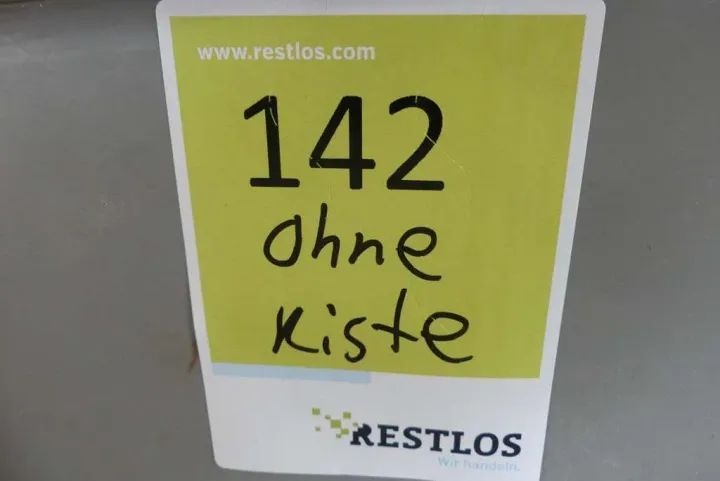 www.restlos.com
142
ohne
Kiste
RESTLOS
Wir handeln.